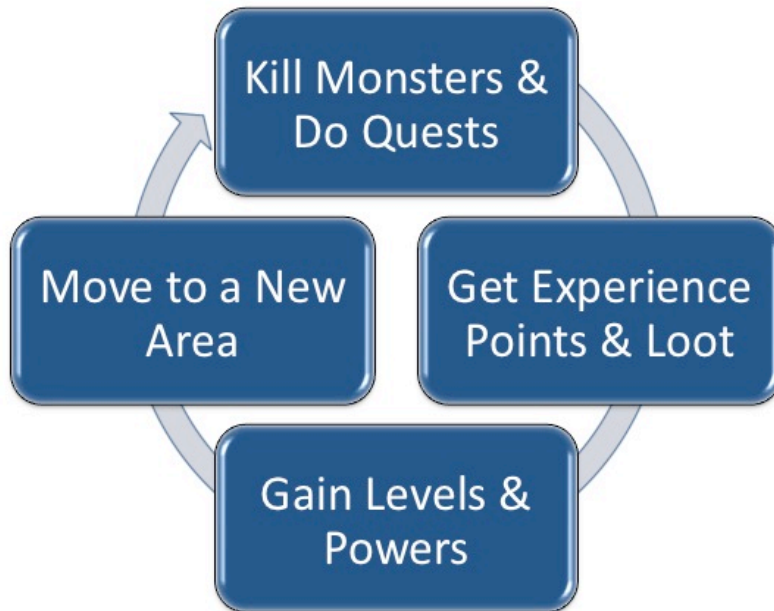 Kill Monsters &
Do Quests
Get Experience
Points & Loot
Gain Levels &
Powers
Move to a New
Area